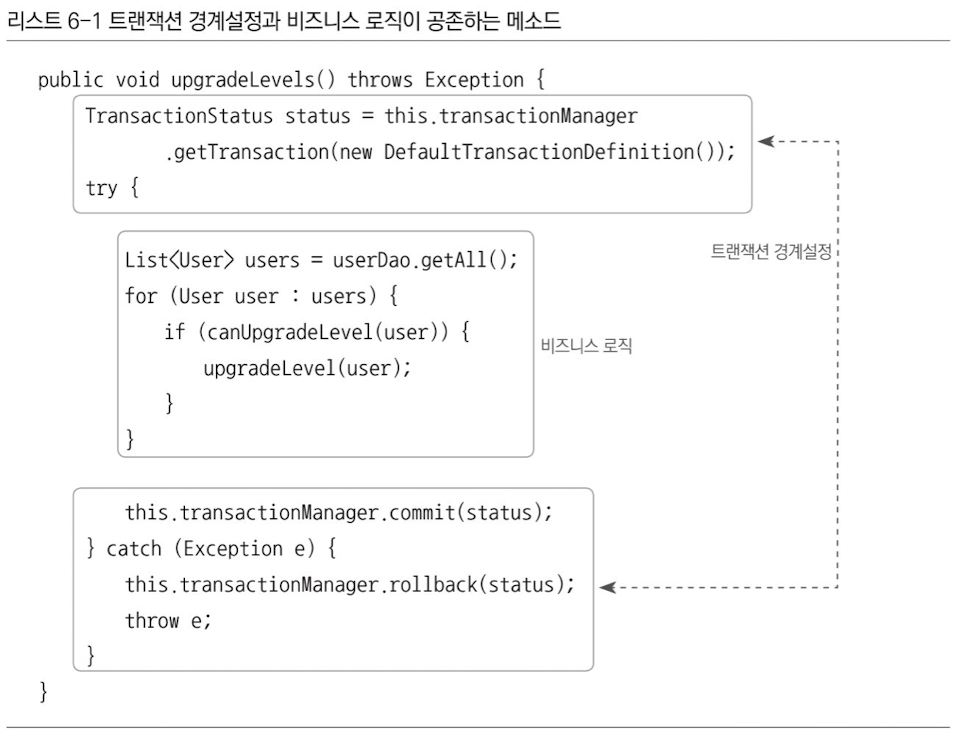 리스트 6-1 트랜잭션 경계설정과 비즈니스 로직이 공존하는 메소드
public void upgradeLevels() throws Exception {
TransactionStatus status = this.transactionManager
.getTransaction(new DefaultTransactionDefinition());
try {
트랜잭션 경계설정
List<User> users = userDao.getAll();
for (User user : users) {
if (canUpgradeLevel(user)) {
upgradeLevel(user);
}
}
비즈니스 로직
this.transactionManager.commit(status);
} catch (Exception e) {
this.transactionManager.rollback(status);
throw e;
}
}